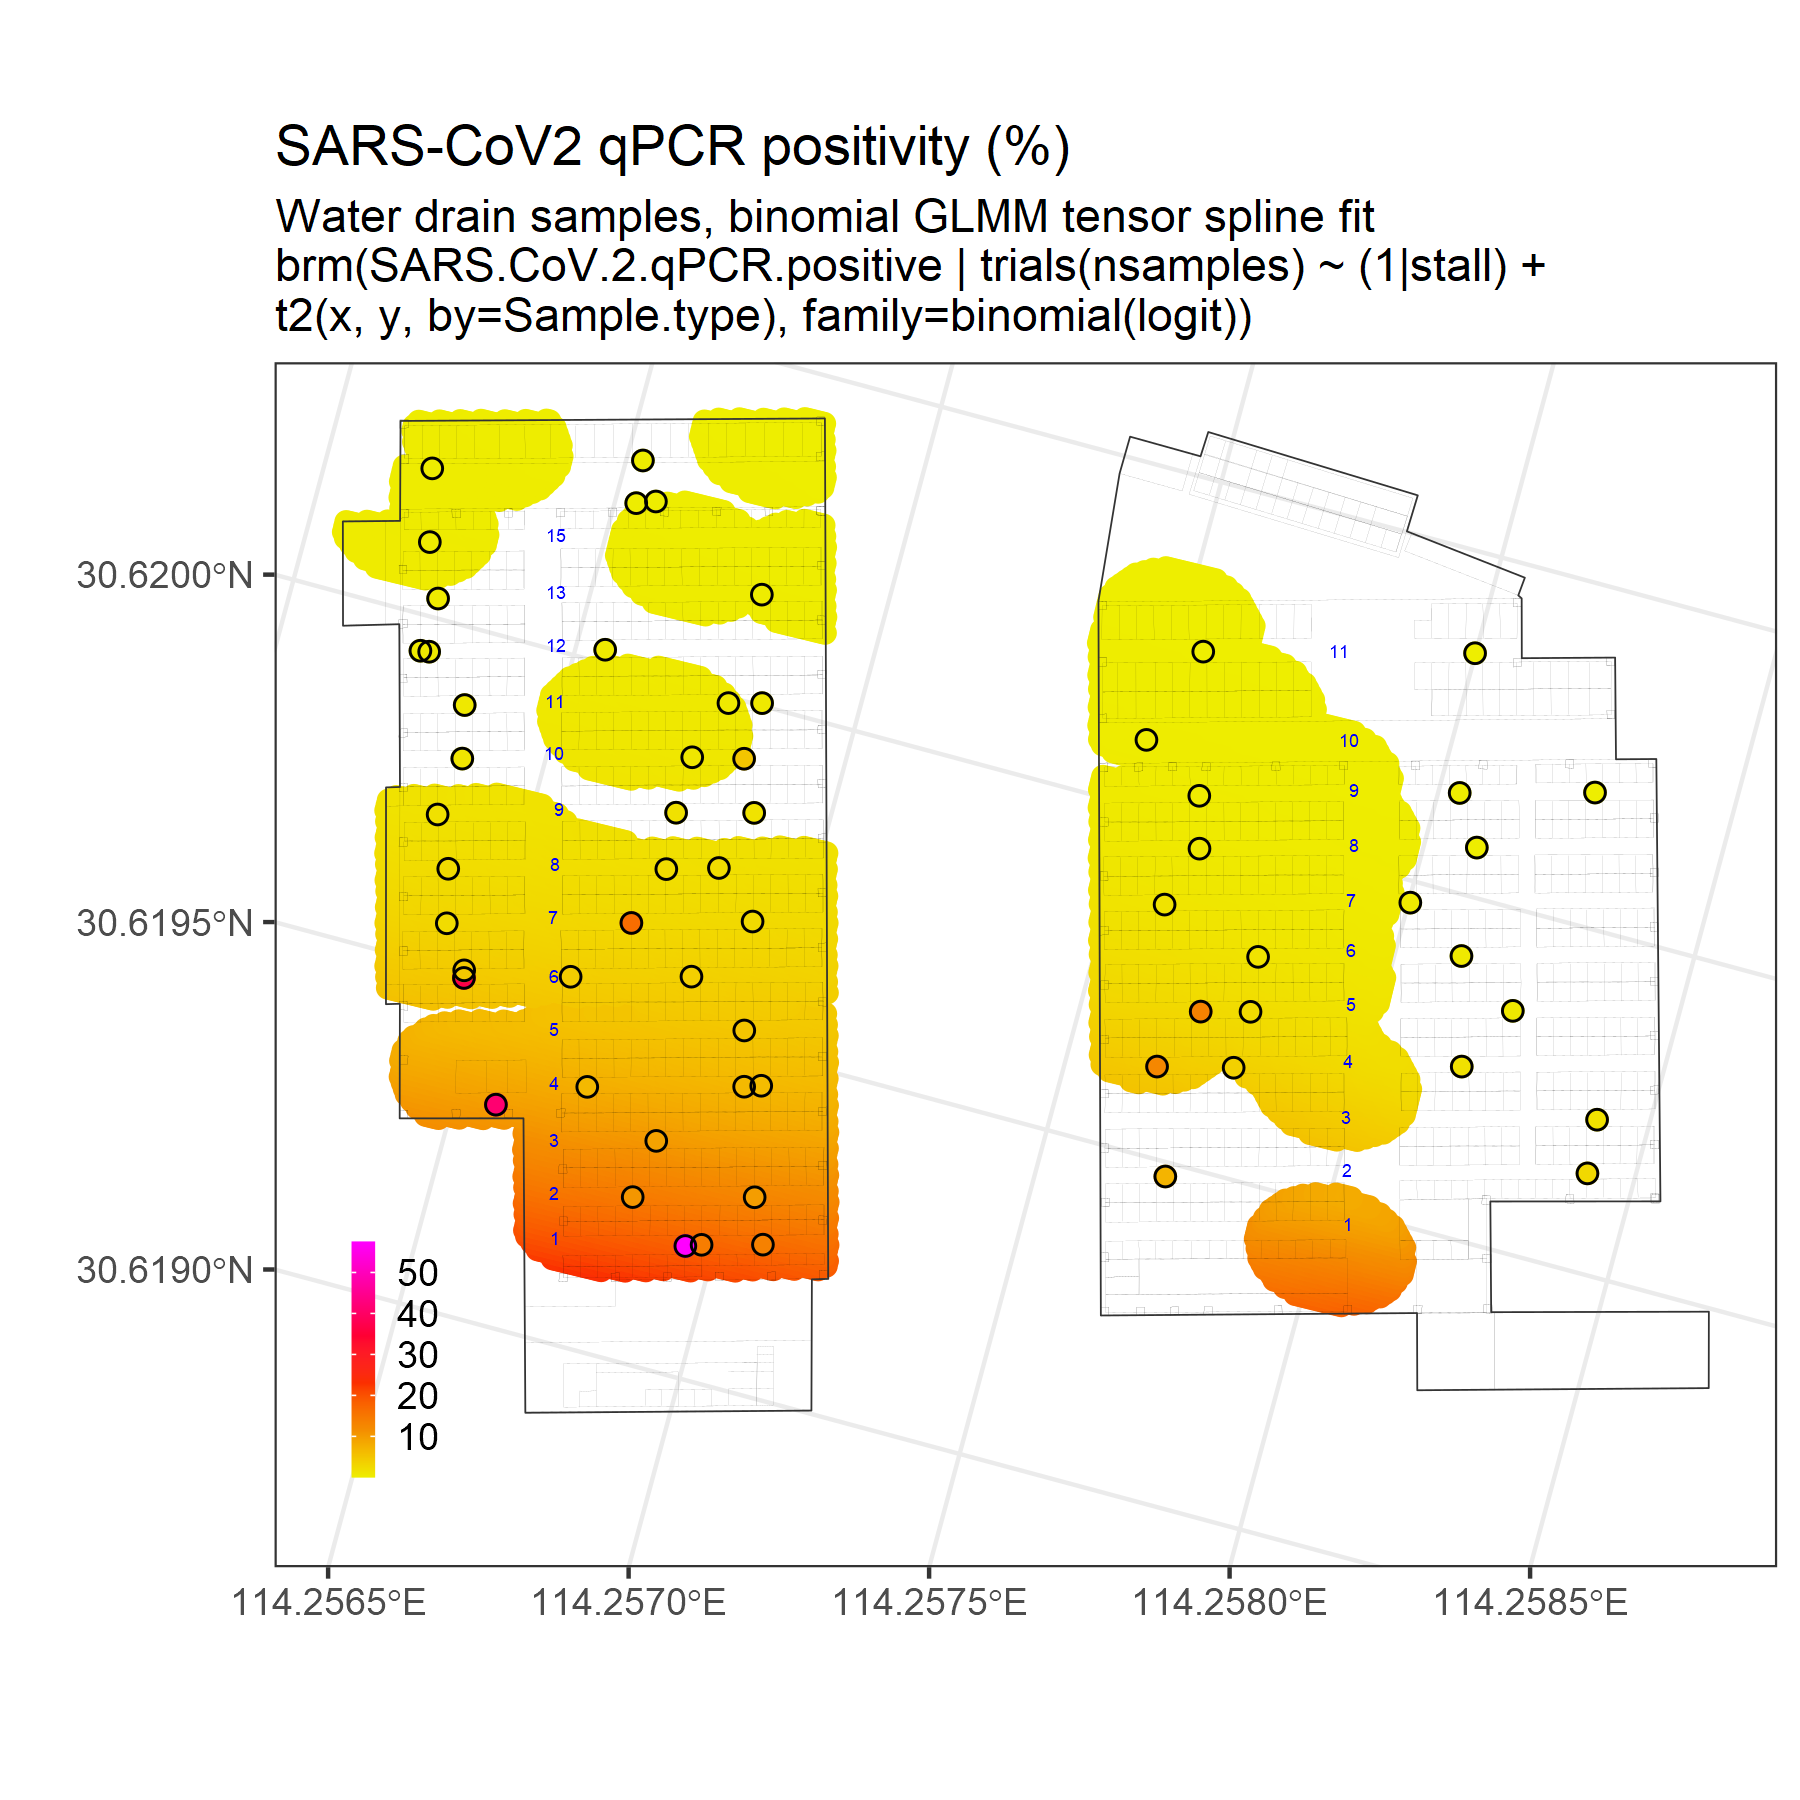 SARS-CoV2 qPCR positivity (%)
Water drain samples, binomial GLMM tensor spline fit
brm(SARS.CoV.2.qPCR.positive | trials(nsamples) ~ (1|stall) +
t2(x, y, by=Sample.type), family=binomial(logit))
30.6200°N
30.6195°N
30.6190°N
15
13
12
11
10
9
8
7
6
5
4
3
2
1
11
10
9
8
7
6
5
4
3
2
1
50
40
30
20
10
114.2565°E
114.2570°E
114.2575°E
114.2580°E
114.2585°E